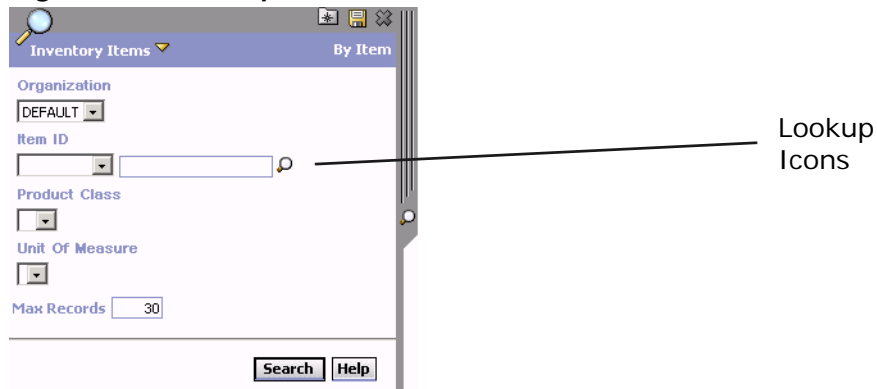 Inventory Items By Item
Organization
DEFAULT
Item ID
Product Class
Unit Of Measure
Max Records 30
Search Help
Lookup
Icons